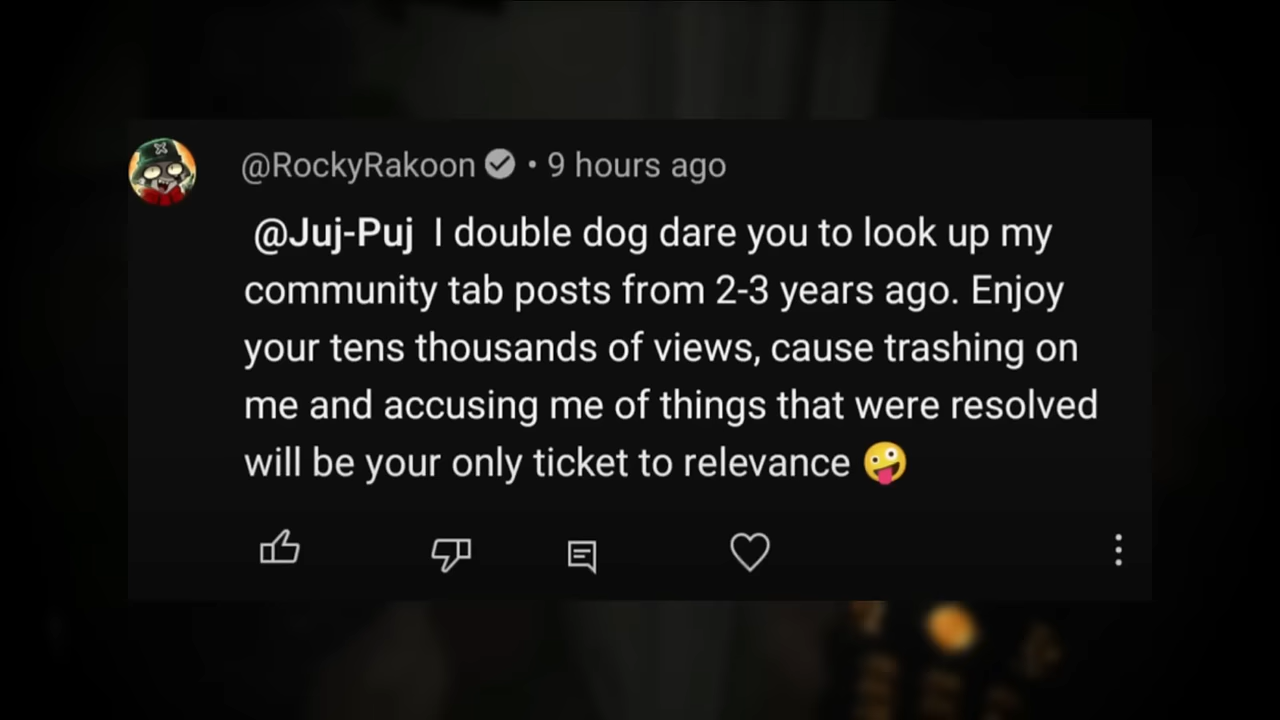 @RockyRakoon • 9 hours ago
@Juj-Puj I double dog dare you to look up my
community tab posts from 2-3 years ago. Enjoy
your tens thousands of views, cause trashing on
me and accusing me of things that were resolved
will be your only ticket to relevance 🤪